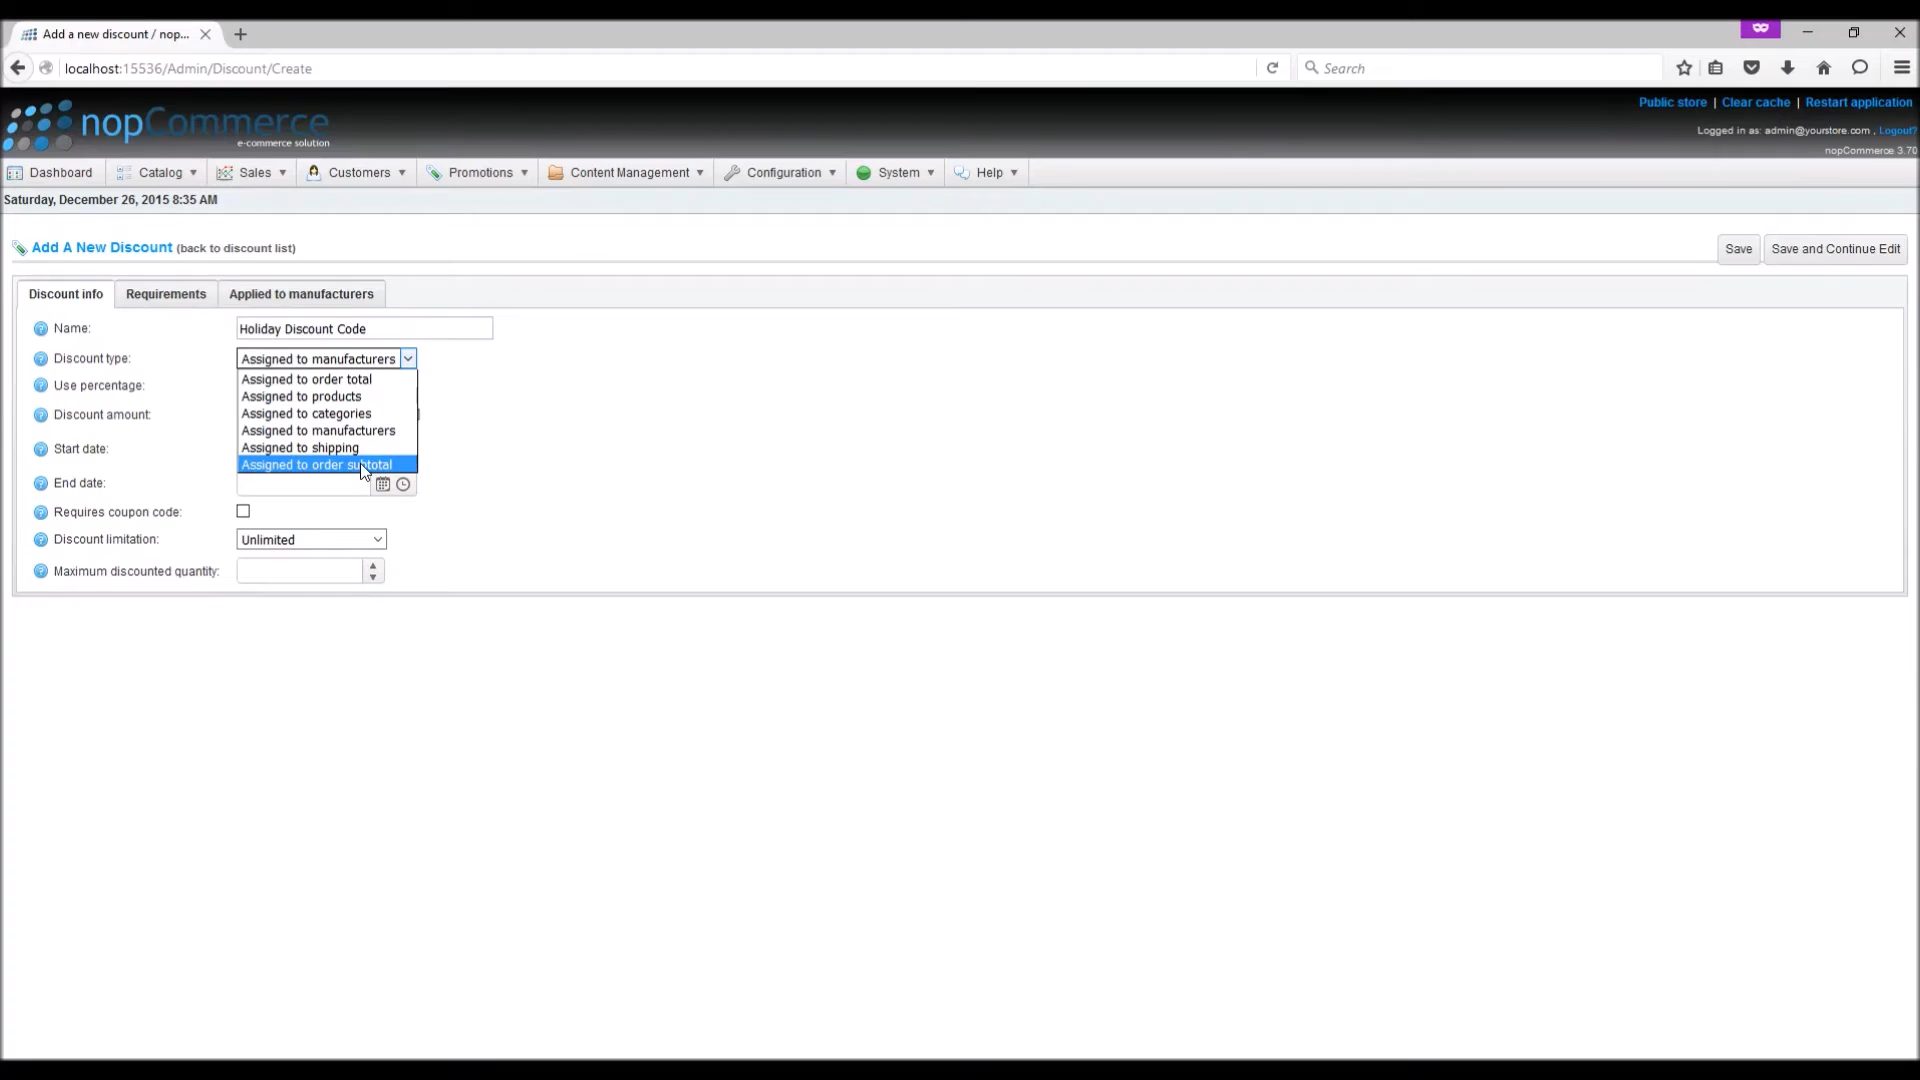 Add a new discount / nop...
localhost:15536/Admin/Discount/Create
Search
Public store | Clear cache | Restart application
nopCommerce
e-commerce solution
Logged in as: admin@yourstore.com , Logout?
nopCommerce 3.70
Dashboard Catalog Sales Customers Promotions Content Management Configuration System Help
Saturday, December 26, 2015 8:35 AM
Add A New Discount (back to discount list) Save Save and Continue Edit
Discount info Requirements Applied to manufacturers
Name: Holiday Discount Code
Discount type: Assigned to manufacturers
Assigned to order total
Use percentage:
Assigned to products
Assigned to categories
Discount amount:
Assigned to manufacturers
Assigned to shipping
Start date:
Assigned to order subtotal
End date:
Requires coupon code:
Discount limitation: Unlimited
Maximum discounted quantity: